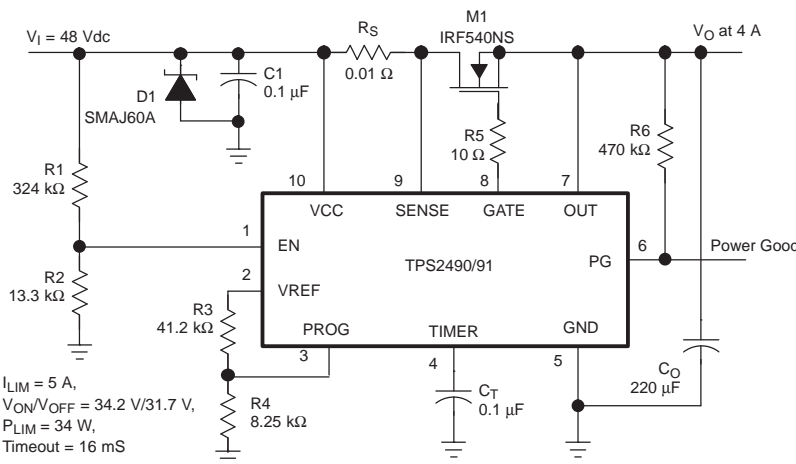 M1
IRF540NS
V_I = 48 Vdc
R_S
0.01 Ω
V_O at 4 A
C1
0.1 µF
D1
SMAJ60A
R5
10 Ω
R6
470 kΩ
R1
324 kΩ
10
9
8
7
VCC
SENSE
GATE
OUT
1
EN
6
PG
Power Good
TPS2490/91
R2
13.3 kΩ
2
VREF
R3
41.2 kΩ
PROG
TIMER
GND
3
4
5
C_T
0.1 µF
C_O
220 µF
R4
8.25 kΩ
I_LIM = 5 A,
V_ON/V_OFF = 34.2 V/31.7 V,
P_LIM = 34 W,
Timeout = 16 mS